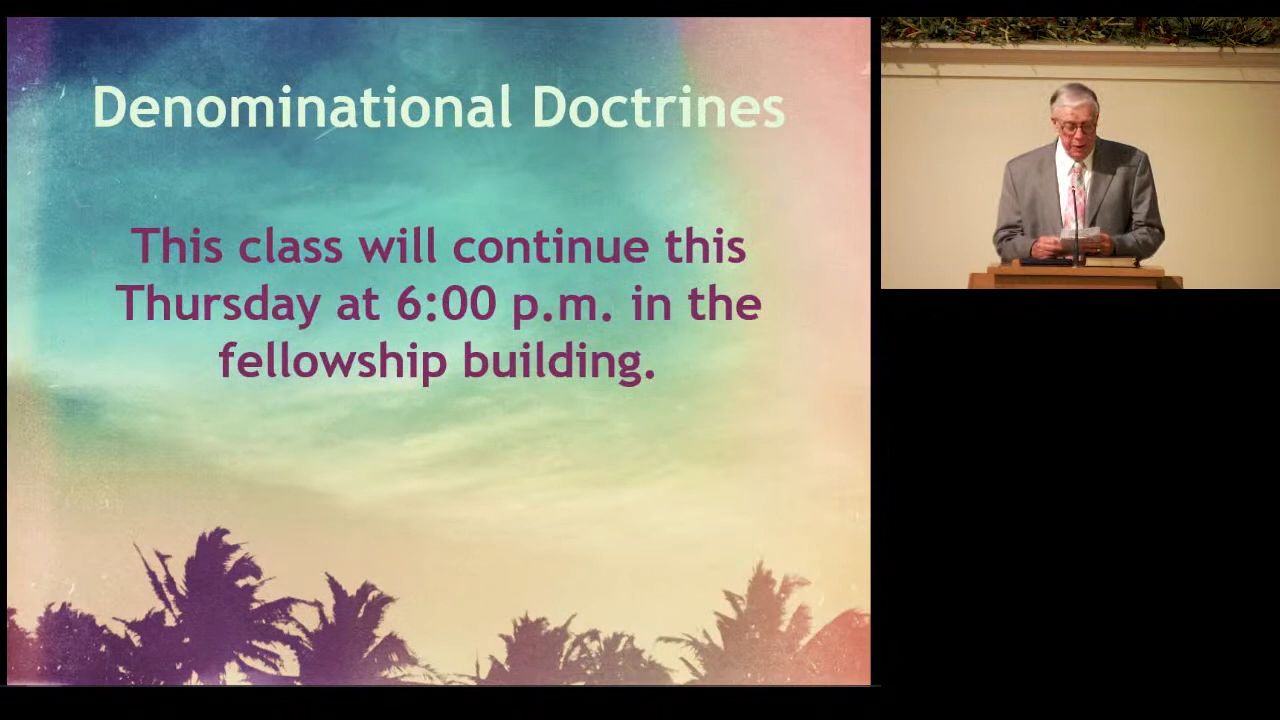 Denominational Doctrines
This class will continue this
Thursday at 6:00 p.m. in the
fellowship building.